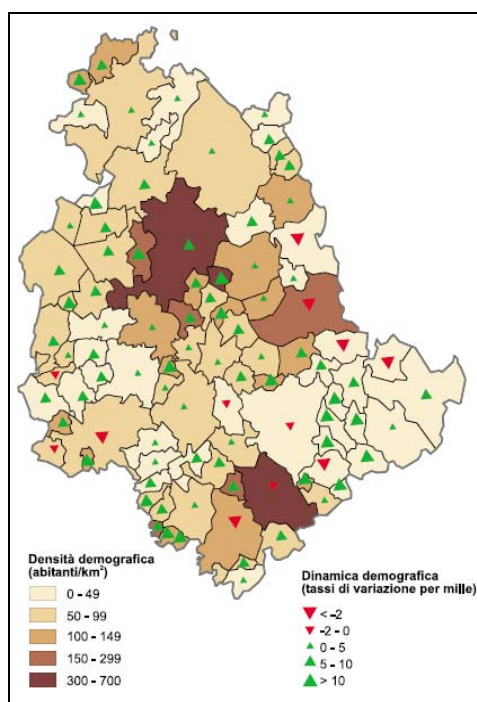 Densità demografica
(abitanti/km²)
0 - 49
50 - 99
100 - 149
150 - 299
300 - 700
Dinamica demografica
(tassi di variazione per mille)
< -2
-2 - 0
0 - 5
5 - 10
> 10